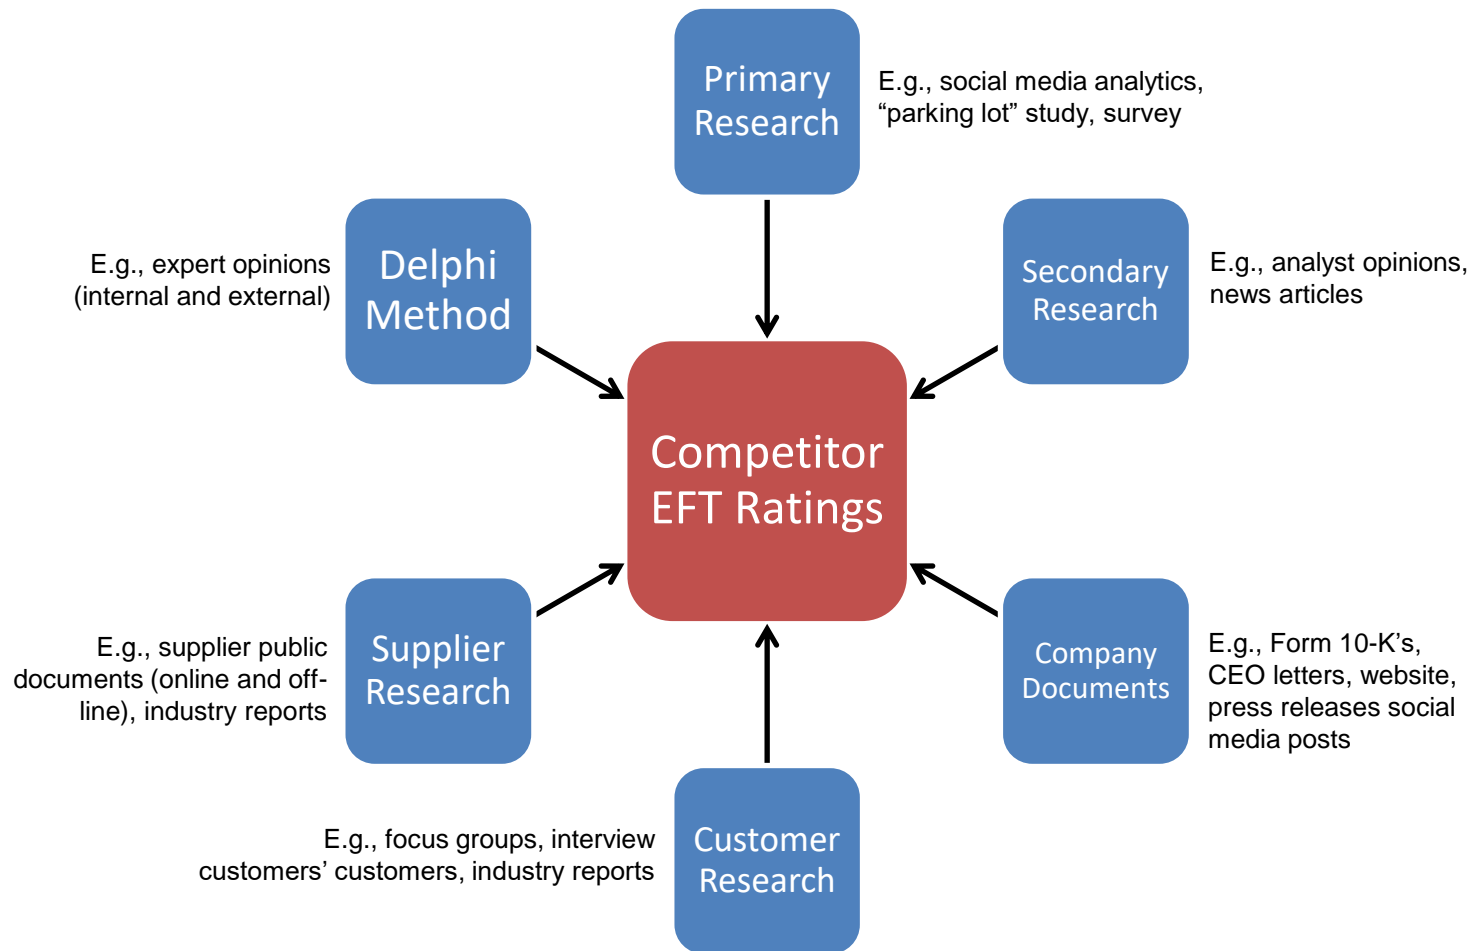 Primary
Research
E.g., social media analytics,
“parking lot” study, survey
Secondary
Research
E.g., analyst opinions,
news articles
Company
Documents
E.g., Form 10-K’s,
CEO letters, website,
press releases social
media posts
Customer
Research
E.g., focus groups, interview
customers’ customers, industry reports
Supplier
Research
E.g., supplier public
documents (online and off-
line), industry reports
Delphi
Method
E.g., expert opinions
(internal and external)
Competitor
EFT Ratings